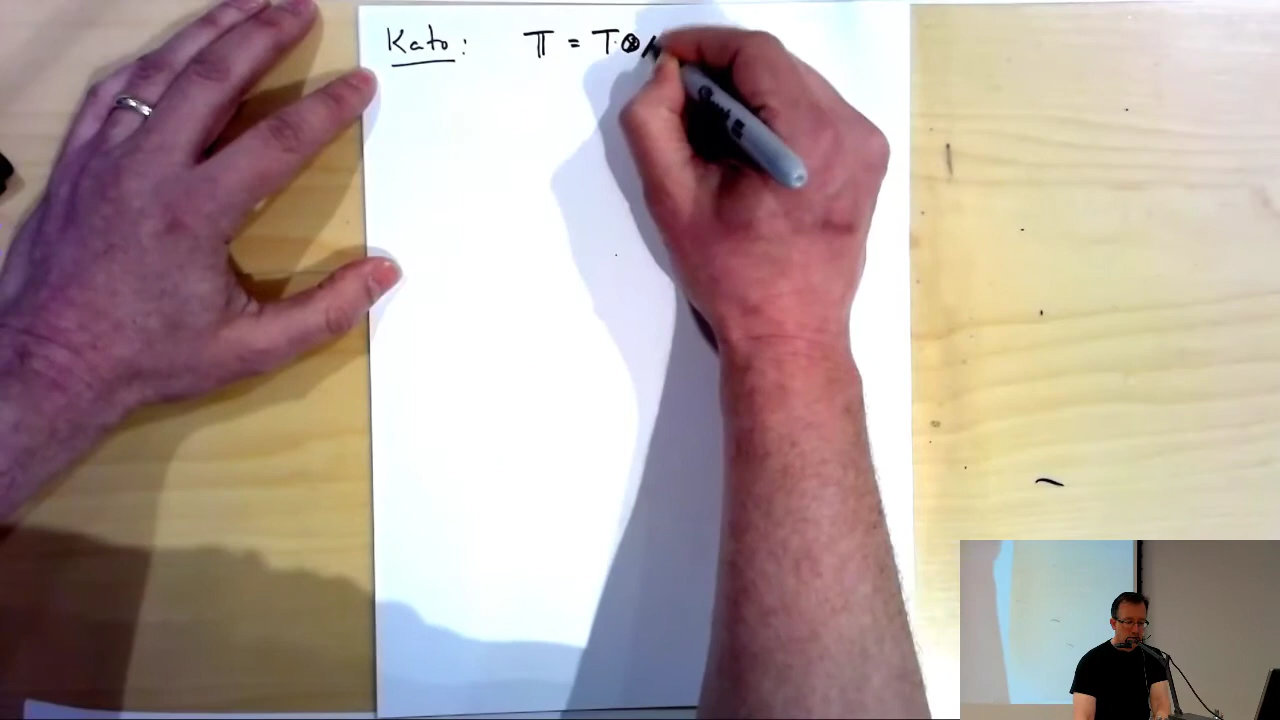 Kato: 𝕋 = T ⊗